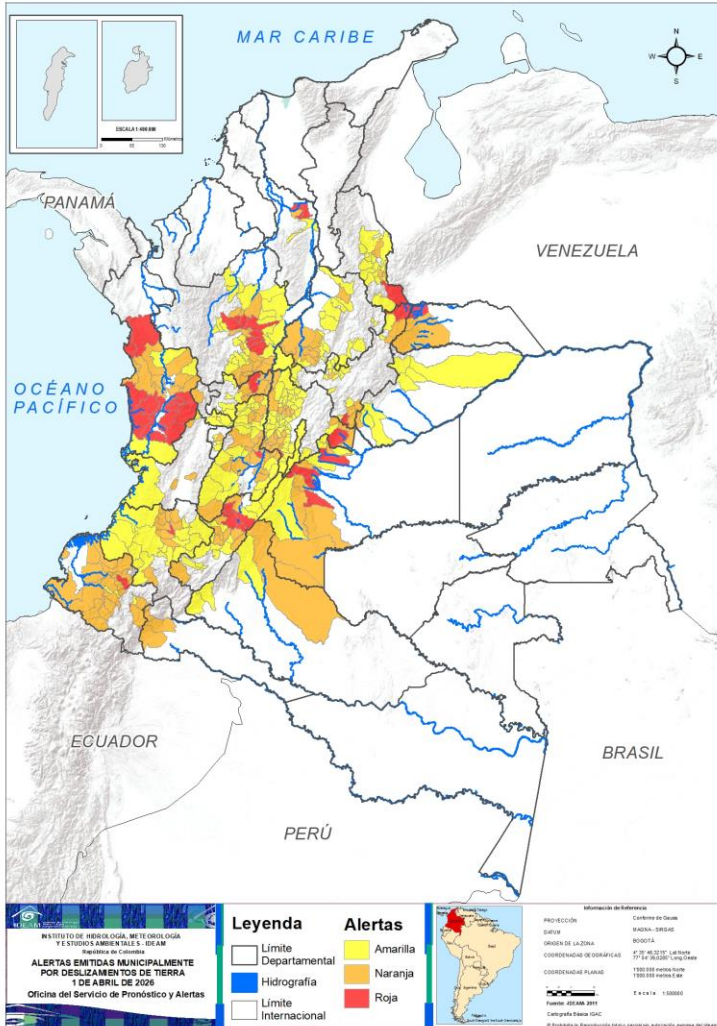 MAR CARIBE
N
W E
S
ESCALA 1:400.000
PANAMÁ
VENEZUELA
OCÉANO
PACÍFICO
ECUADOR
BRASIL
PERÚ
IDEAM
INSTITUTO DE HIDROLOGÍA, METEOROLOGÍA
Y ESTUDIOS AMBIENTALES - IDEAM
República de Colombia
ALERTAS EMITIDAS MUNICIPALMENTE
POR DESLIZAMIENTOS DE TIERRA
1 DE ABRIL DE 2026
Oficina del Servicio de Pronóstico y Alertas
Leyenda
Límite
Departamental
Hidrografía
Límite
Internacional
Alertas
Amarilla
Naranja
Roja
Información de Referencia
PROYECCIÓN Conforme de Gauss
DATUM MAGNA - SIRGAS
ORIGEN DE LA ZONA BOGOTÁ
COORDENADAS GEOGRÁFICAS
COORDENADAS PLANAS
Fuente: IDEAM 2011
Cartografía Básica IGAC